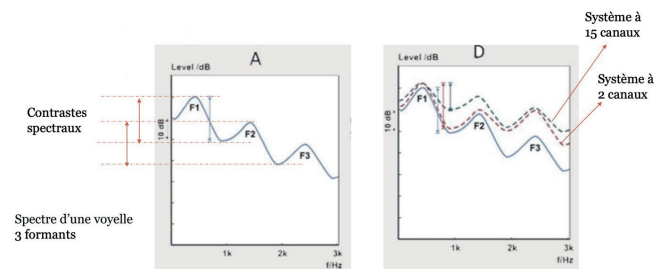 Système à
15 canaux
A
D
Level /dB
Level /dB
Système à
2 canaux
F1
F1
Contrastes
spectraux
10 dB
10 dB
F2
F2
F3
F3
Spectre d'une voyelle
3 formants
1k
2k
3k
f/Hz
1k
2k
3k
f/Hz